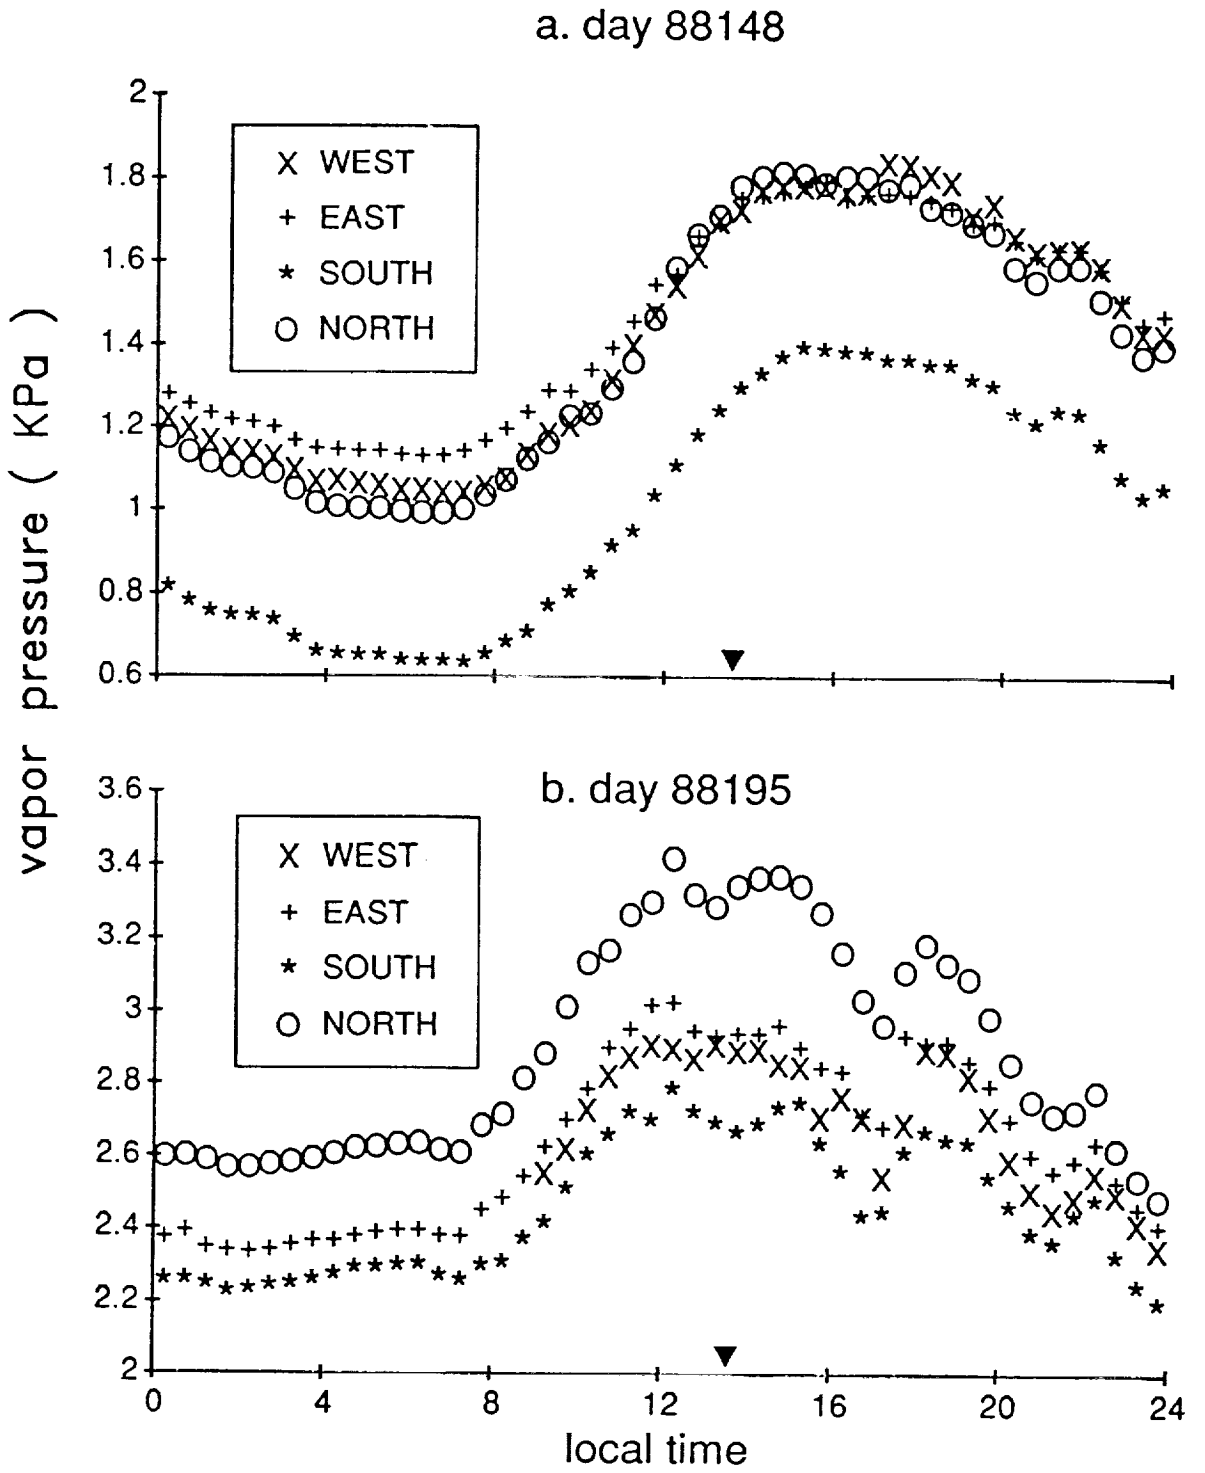 a. day 88148
vapor pressure ( KPa )
2
1.8
1.6
1.4
1.2
1
0.8
0.6
X WEST
+ EAST
* SOUTH
O NORTH
b. day 88195
3.6
3.4
3.2
3
2.8
2.6
2.4
2.2
2
X WEST
+ EAST
* SOUTH
O NORTH
0 4 8 12 16 20 24
local time